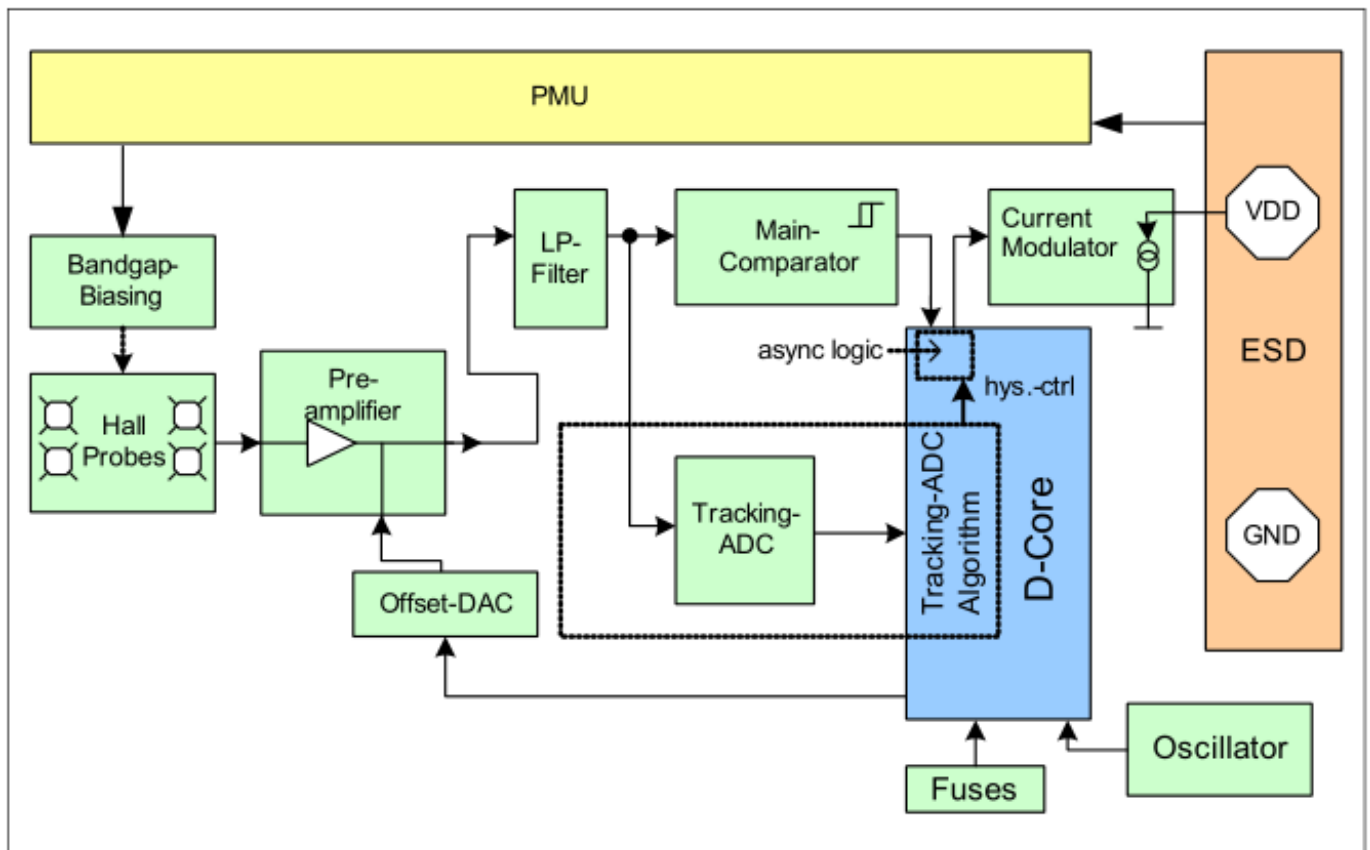 PMU
Bandgap-
Biasing
Hall
Probes
Pre-
amplifier
LP-
Filter
Main-
Comparator
Current
Modulator
VDD
ESD
GND
async logic
hys.-ctrl
Tracking-
ADC
Tracking-ADC
Algorithm
D-Core
Offset-DAC
Fuses
Oscillator